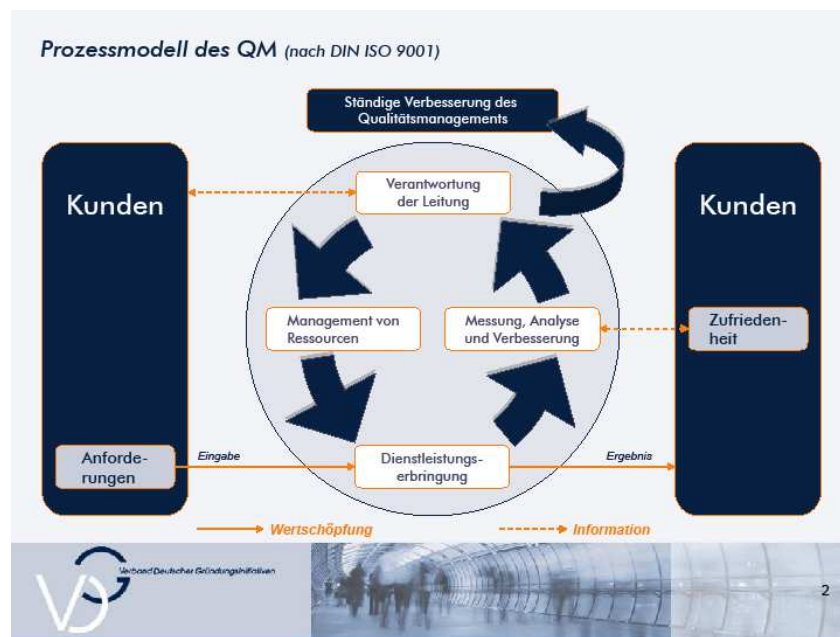 Prozessmodell des QM (nach DIN ISO 9001)
Ständige Verbesserung des
Qualitätsmanagements
Kunden
Verantwortung
der Leitung
Kunden
Management von
Ressourcen
Messung, Analyse
und Verbesserung
Zufrieden-
heit
Anforde-
rungen
Eingabe
Dienstleistungs-
erbringung
Ergebnis
Wertschöpfung
Information
VDG
Verband Deutscher Gründungsinitiativen
2